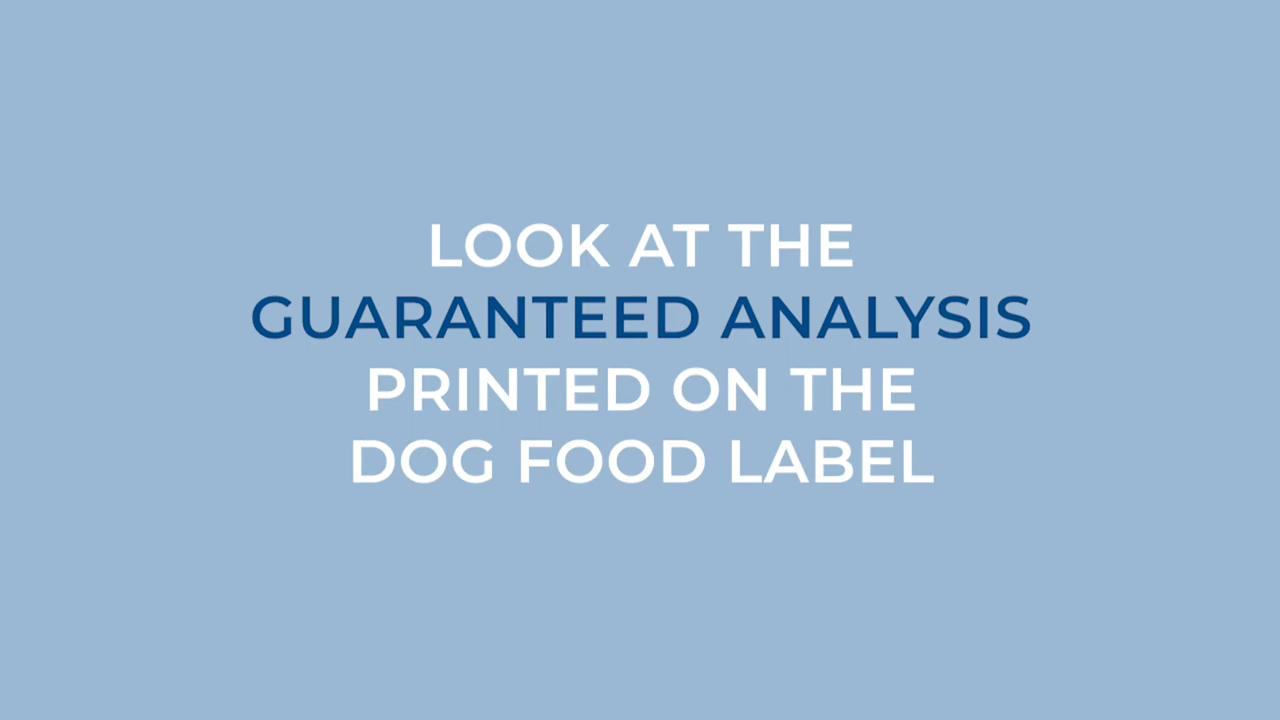 LOOK AT THE
GUARANTEED ANALYSIS
PRINTED ON THE
DOG FOOD LABEL